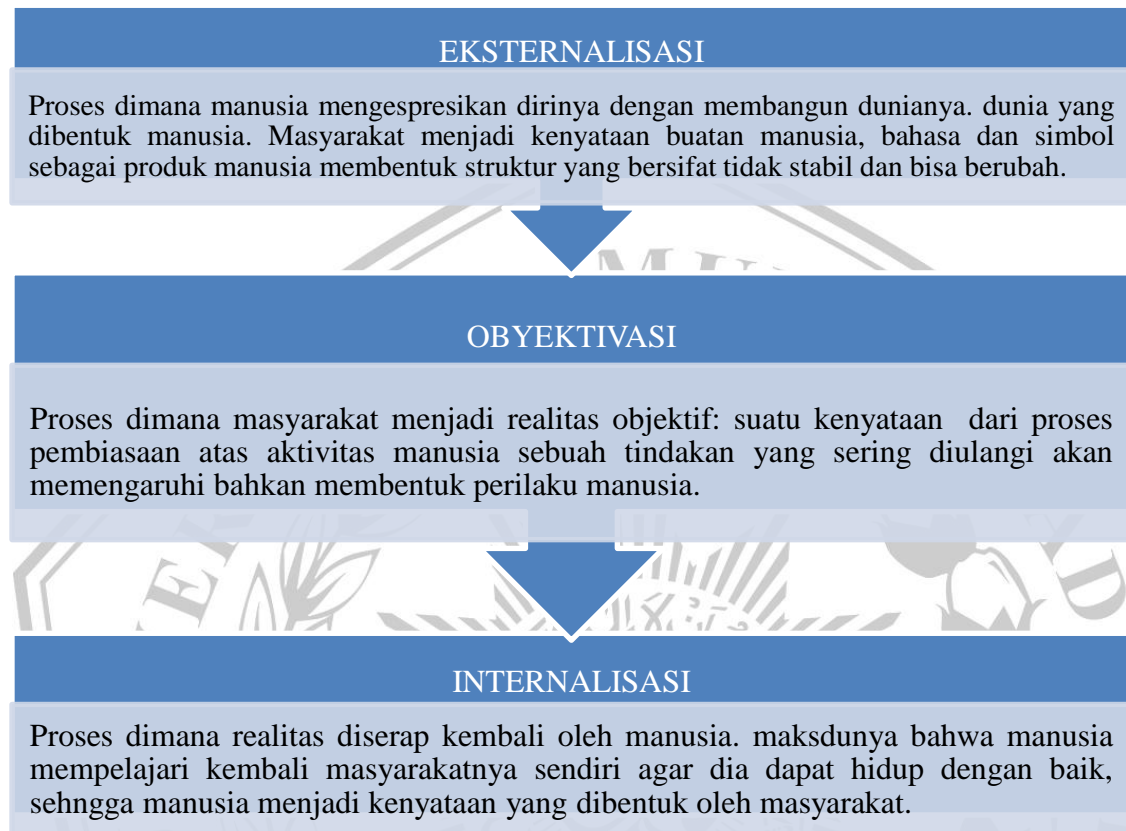 EKSTERNALISASI
Proses dimana manusia mengespresikan dirinya dengan membangun dunianya. dunia yang
dibentuk manusia. Masyarakat menjadi kenyataan buatan manusia, bahasa dan simbol
sebagai produk manusia membentuk struktur yang bersifat tidak stabil dan bisa berubah.
OBYEKTIVASI
Proses dimana masyarakat menjadi realitas objektif: suatu kenyataan dari proses
pembiasaan atas aktivitas manusia sebuah tindakan yang sering diulangi akan
memengaruhi bahkan membentuk perilaku manusia.
INTERNALISASI
Proses dimana realitas diserap kembali oleh manusia. maksdunya bahwa manusia
mempelajari kembali masyarakatnya sendiri agar dia dapat hidup dengan baik,
sehngga manusia menjadi kenyataan yang dibentuk oleh masyarakat.